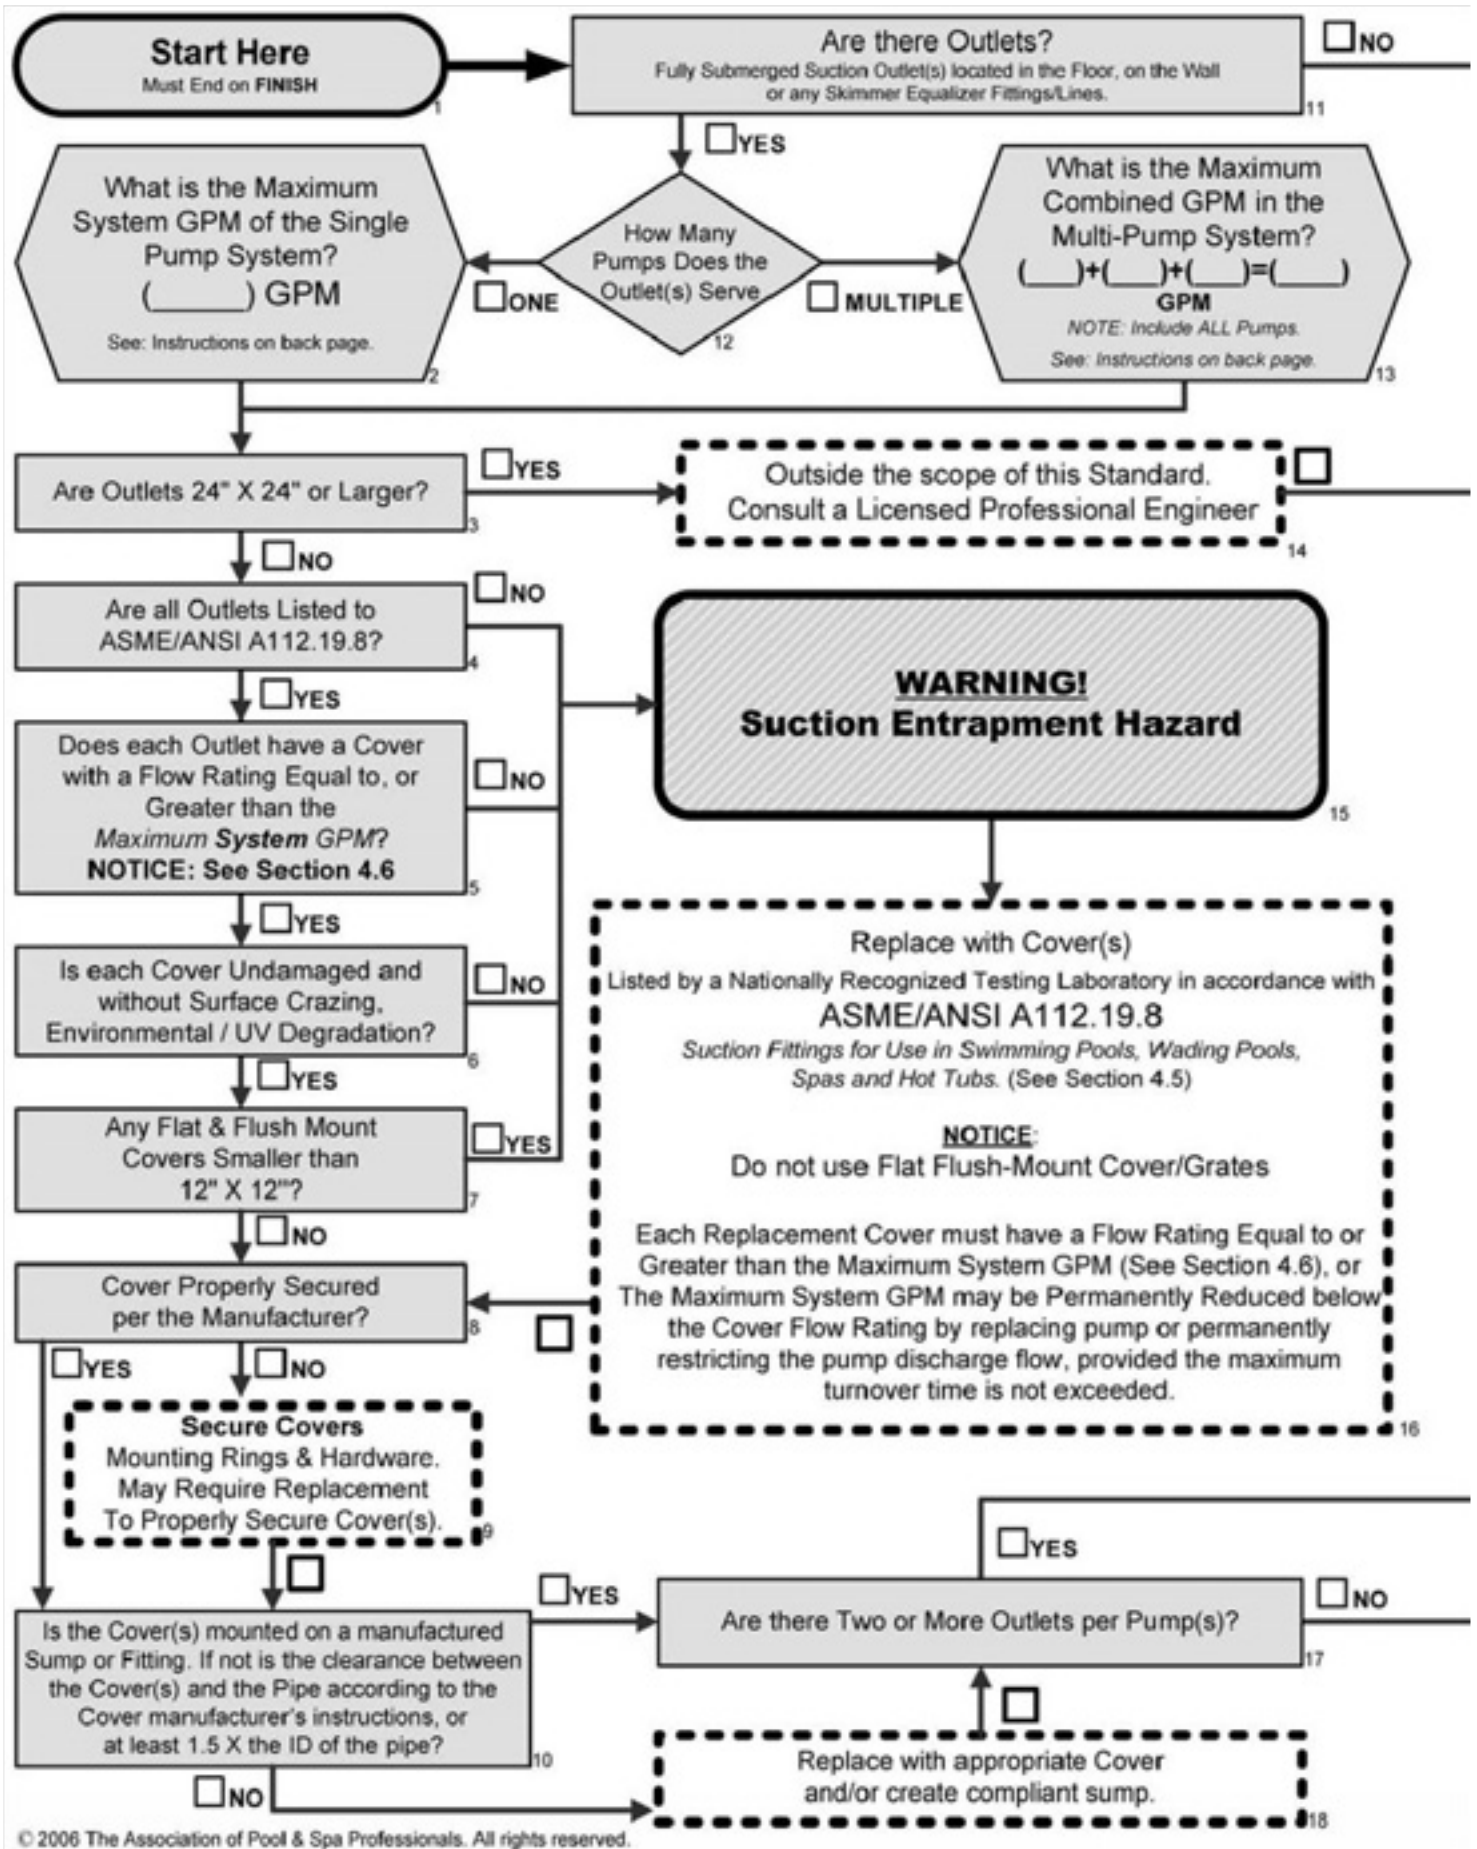 Start Here
Must End on FINISH
1
Are there Outlets?
Fully Submerged Suction Outlet(s) located in the Floor, on the Wall
or any Skimmer Equalizer Fittings/Lines.
11
NO
YES
What is the Maximum
System GPM of the Single
Pump System?
(______) GPM
See: Instructions on back page.
2
ONE
How Many
Pumps Does the
Outlet(s) Serve
12
MULTIPLE
What is the Maximum
Combined GPM in the
Multi-Pump System?
(___)+(___)+(___)=(____)
GPM
NOTE: Include ALL Pumps.
See: Instructions on back page.
13
Are Outlets 24" X 24" or Larger?
3
YES
Outside the scope of this Standard.
Consult a Licensed Professional Engineer
14
NO
Are all Outlets Listed to
ASME/ANSI A112.19.8?
4
NO
YES
WARNING!
Suction Entrapment Hazard
15
Does each Outlet have a Cover
with a Flow Rating Equal to, or
Greater than the
Maximum System GPM?
NOTICE: See Section 4.6
5
NO
YES
Is each Cover Undamaged and
without Surface Crazing,
Environmental / UV Degradation?
6
NO
YES
Any Flat & Flush Mount
Covers Smaller than
12" X 12"?
7
YES
NO
Replace with Cover(s)
Listed by a Nationally Recognized Testing Laboratory in accordance with
ASME/ANSI A112.19.8
Suction Fittings for Use in Swimming Pools, Wading Pools,
Spas and Hot Tubs. (See Section 4.5)
NOTICE:
Do not use Flat Flush-Mount Cover/Grates
Each Replacement Cover must have a Flow Rating Equal to or
Greater than the Maximum System GPM (See Section 4.6), or
The Maximum System GPM may be Permanently Reduced below
the Cover Flow Rating by replacing pump or permanently
restricting the pump discharge flow, provided the maximum
turnover time is not exceeded.
16
Cover Properly Secured
per the Manufacturer?
8
YES
NO
Secure Covers
Mounting Rings & Hardware.
May Require Replacement
To Properly Secure Cover(s).
9
Is the Cover(s) mounted on a manufactured
Sump or Fitting. If not is the clearance between
the Cover(s) and the Pipe according to the
Cover manufacturer's instructions, or
at least 1.5 X the ID of the pipe?
10
YES
NO
Are there Two or More Outlets per Pump(s)?
17
YES
NO
Replace with appropriate Cover
and/or create compliant sump.
18
© 2006 The Association of Pool & Spa Professionals. All rights reserved.